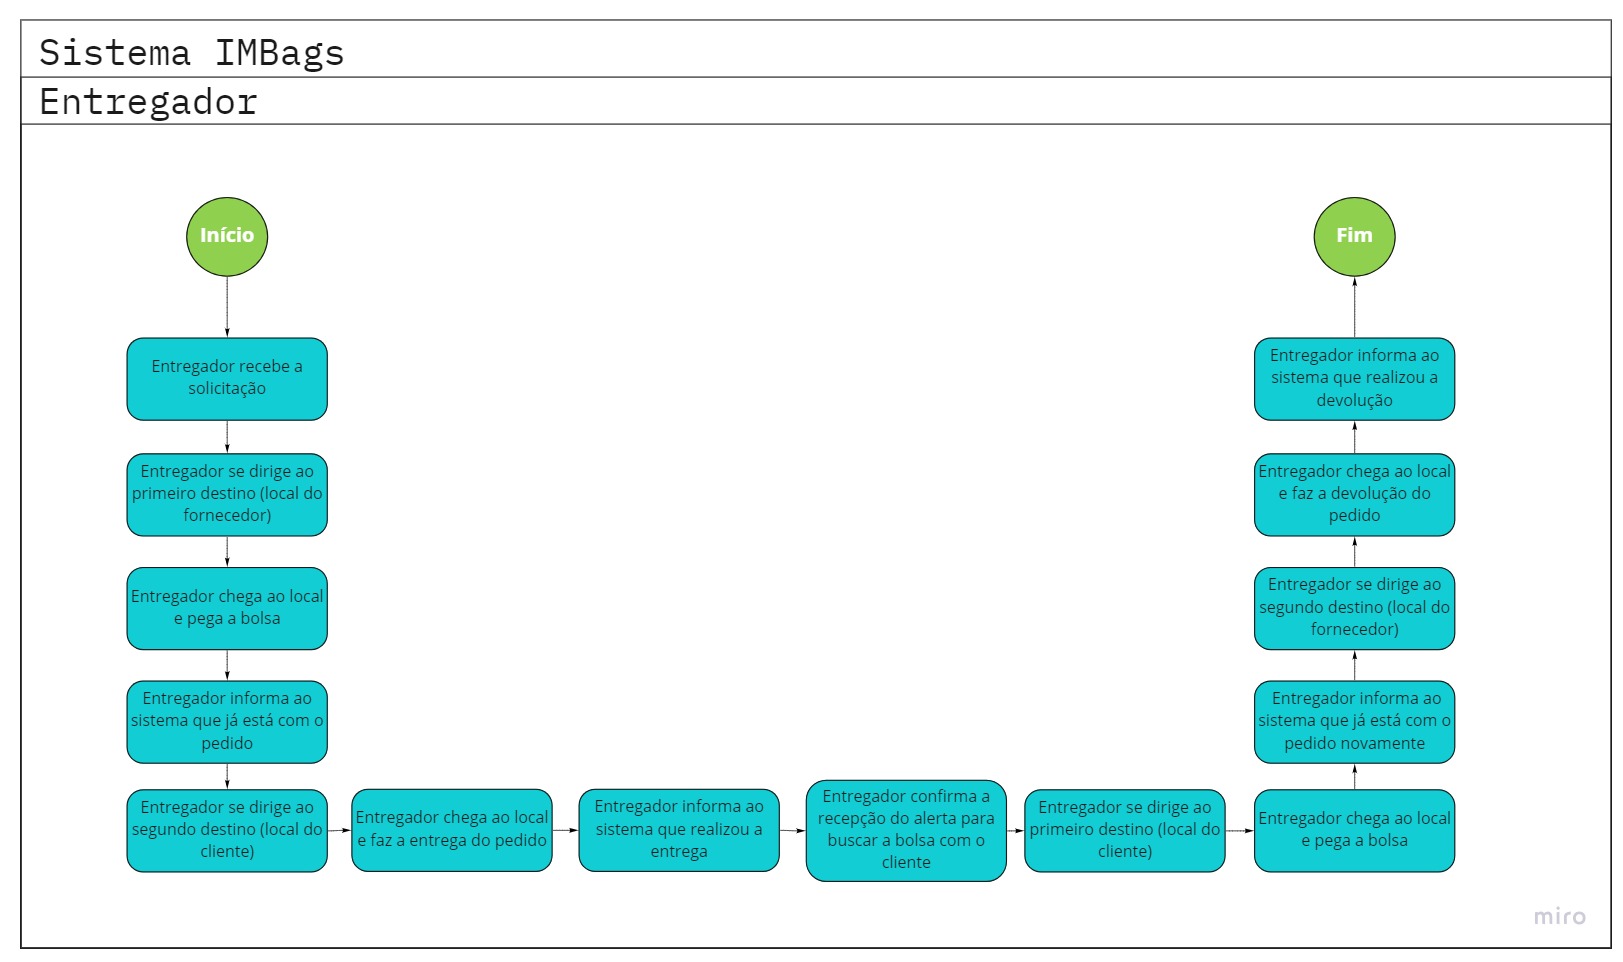 Sistema IMBags
Entregador
Início
Entregador recebe a
solicitação
Entregador se dirige ao
primeiro destino (local do
fornecedor)
Entregador chega ao local
e pega a bolsa
Entregador informa ao
sistema que já está com o
pedido
Entregador se dirige ao
segundo destino (local do
cliente)
Entregador chega ao local
e faz a entrega do pedido
Entregador informa ao
sistema que realizou a
entrega
Entregador confirma a
recepção do alerta para
buscar a bolsa com o
cliente
Entregador se dirige ao
primeiro destino (local do
cliente)
Entregador chega ao local
e pega a bolsa
Entregador informa ao
sistema que já está com o
pedido novamente
Entregador se dirige ao
segundo destino (local do
fornecedor)
Entregador chega ao local
e faz a devolução do
pedido
Entregador informa ao
sistema que realizou a
devolução
Fim
miro